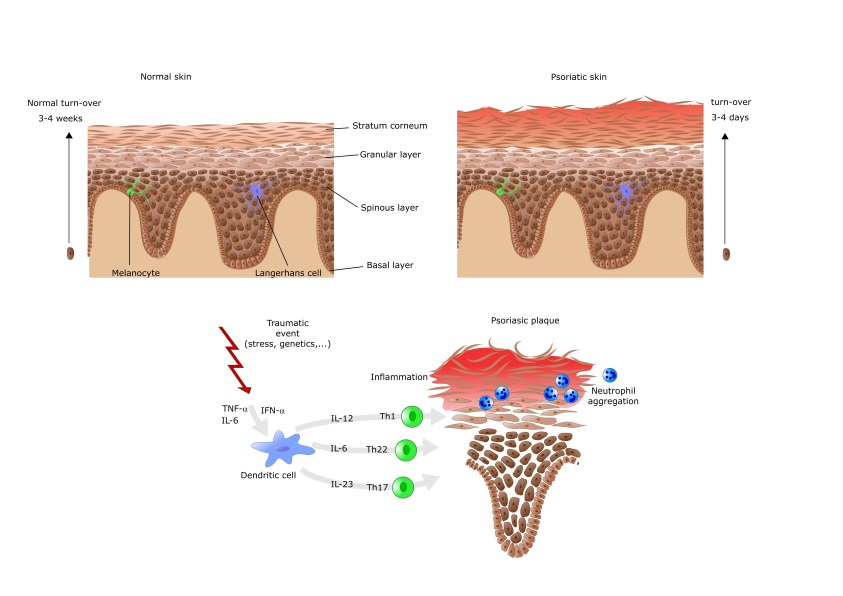 Normal skin
Psoriatic skin
Normal turn-over
3-4 weeks
turn-over
3-4 days
Stratum corneum
Granular layer
Spinous layer
Basal layer
Melanocyte
Langerhans cell
Traumatic
event
(stress, genetics,...)
Psoriasic plaque
Inflammation
Neutrophil
aggregation
TNF-α
IFN-α
IL-6
IL-12
Th1
IL-6
Th22
IL-23
Th17
Dendritic cell